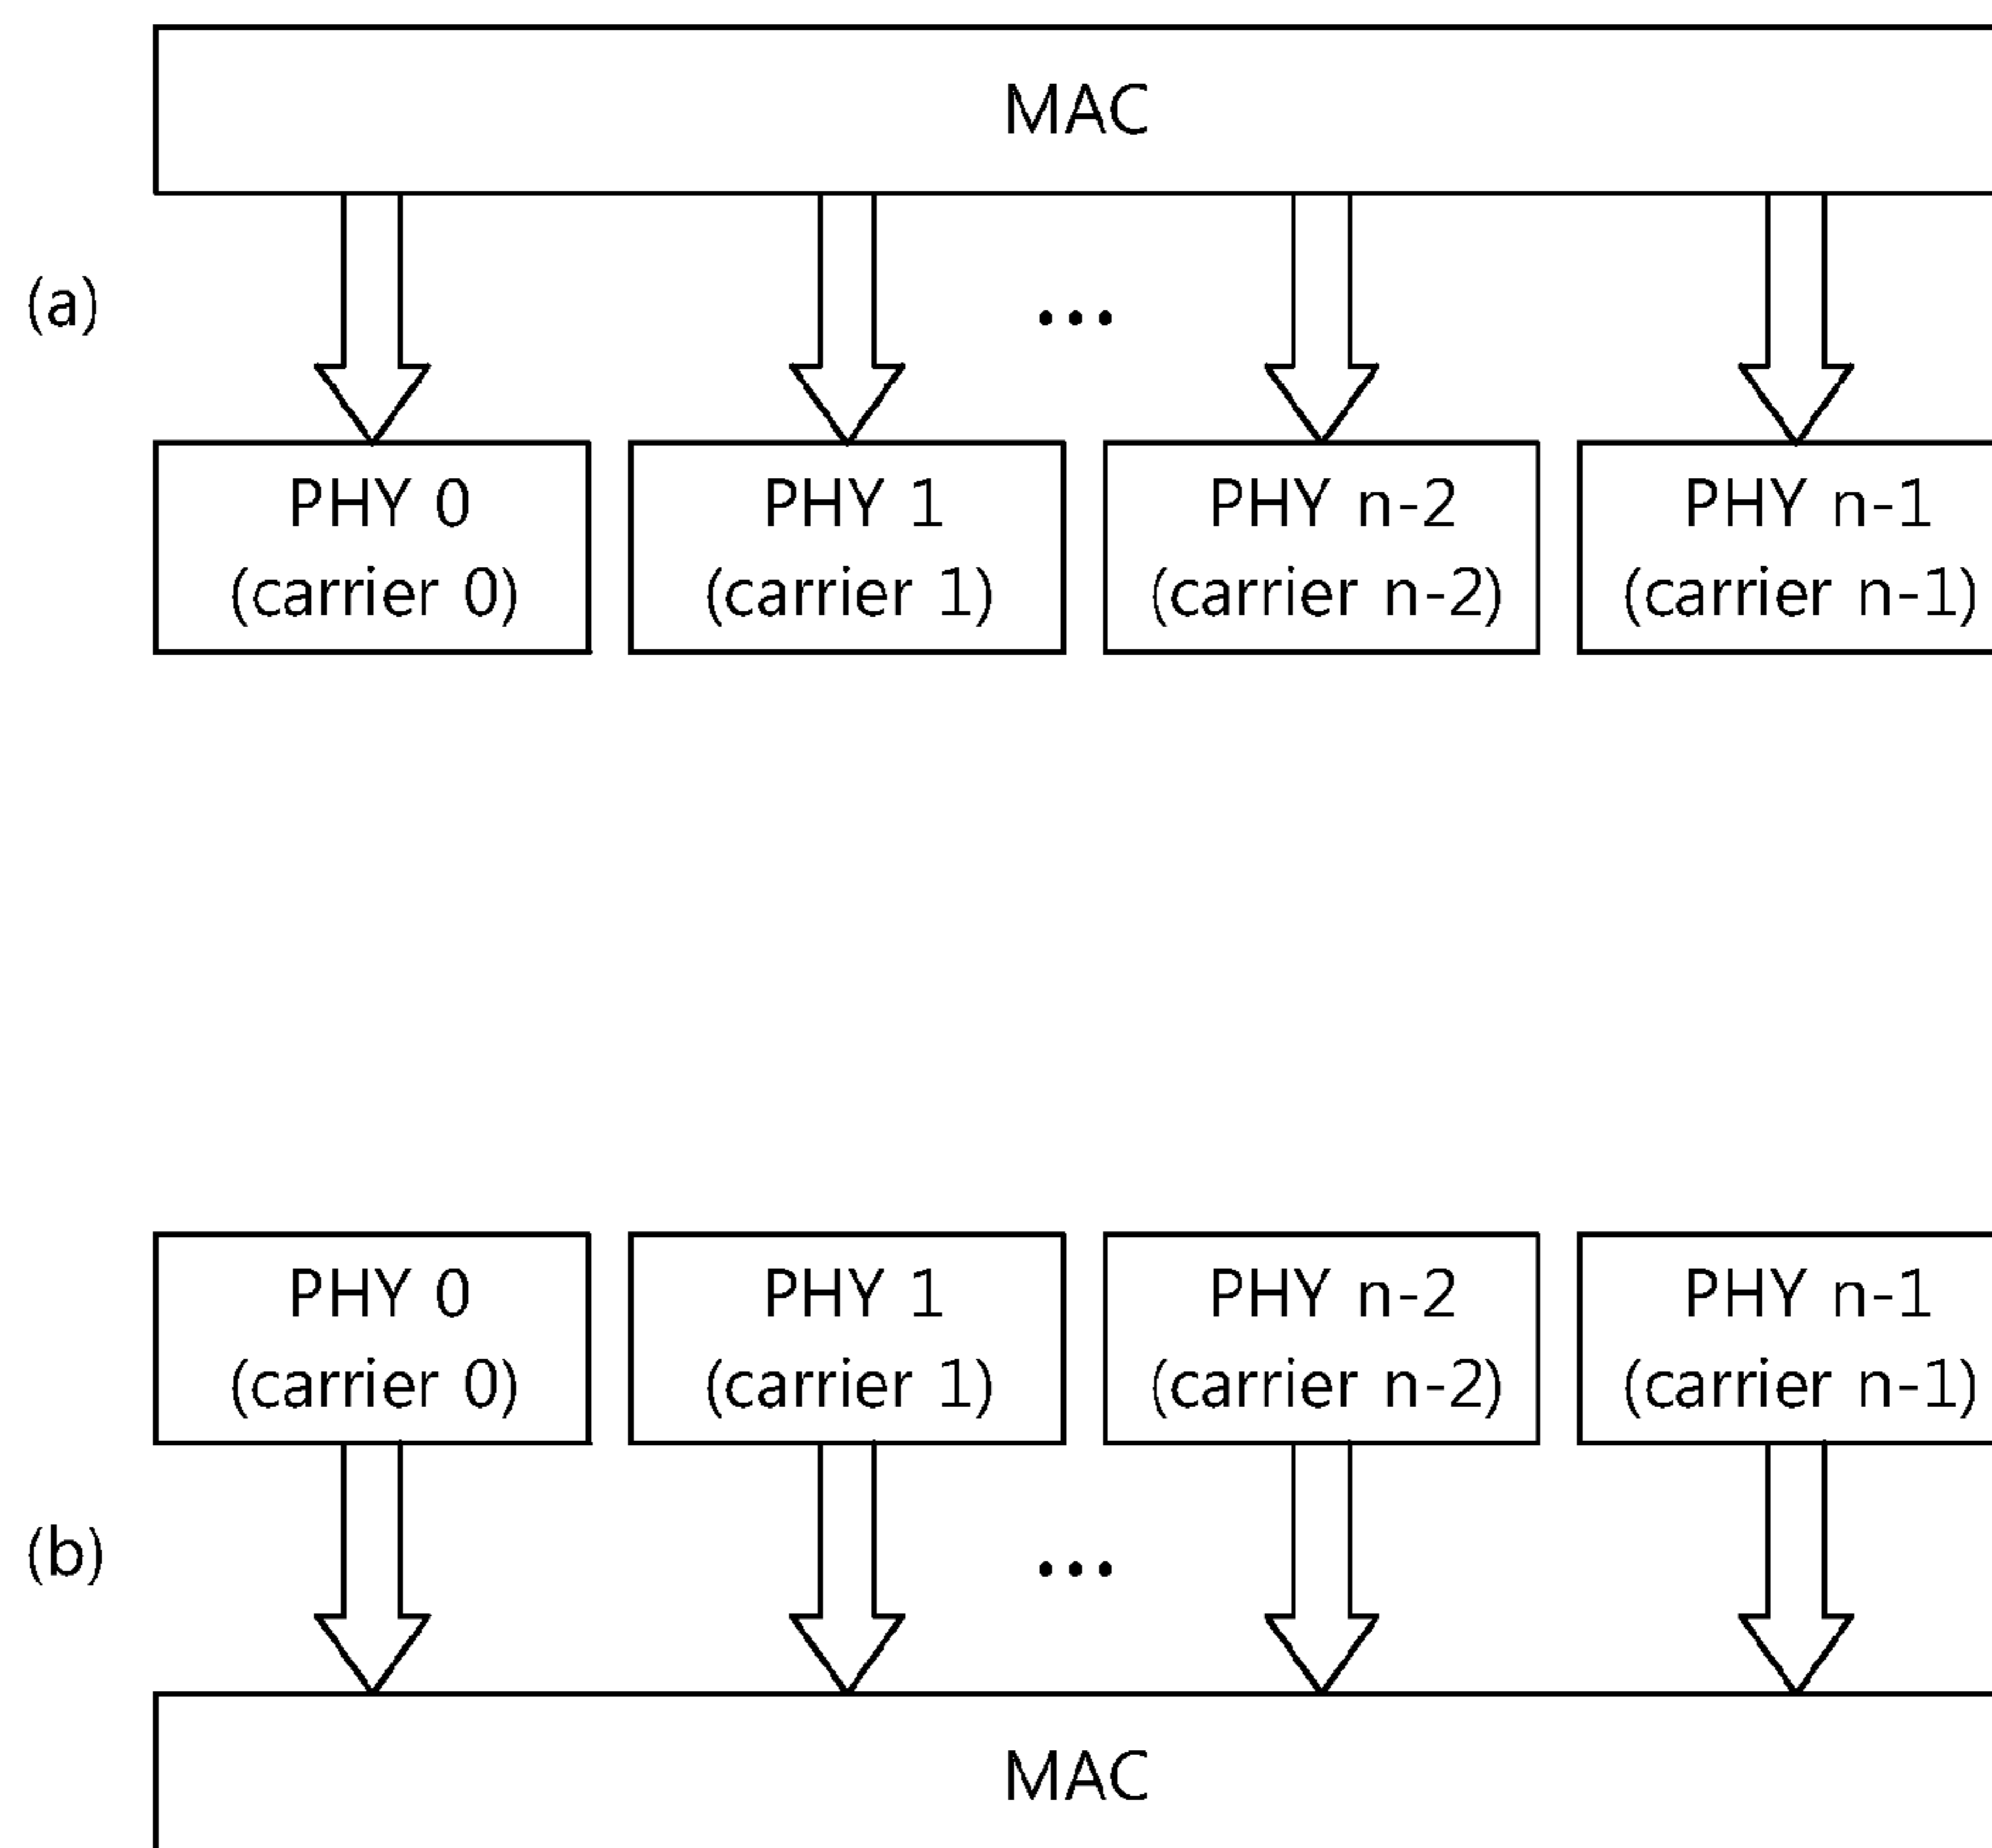 MAC
(a)
...
PHY 0
(carrier 0)
PHY 1
(carrier 1)
PHY n-2
(carrier n-2)
PHY n-1
(carrier n-1)
PHY 0
(carrier 0)
PHY 1
(carrier 1)
PHY n-2
(carrier n-2)
PHY n-1
(carrier n-1)
(b)
...
MAC